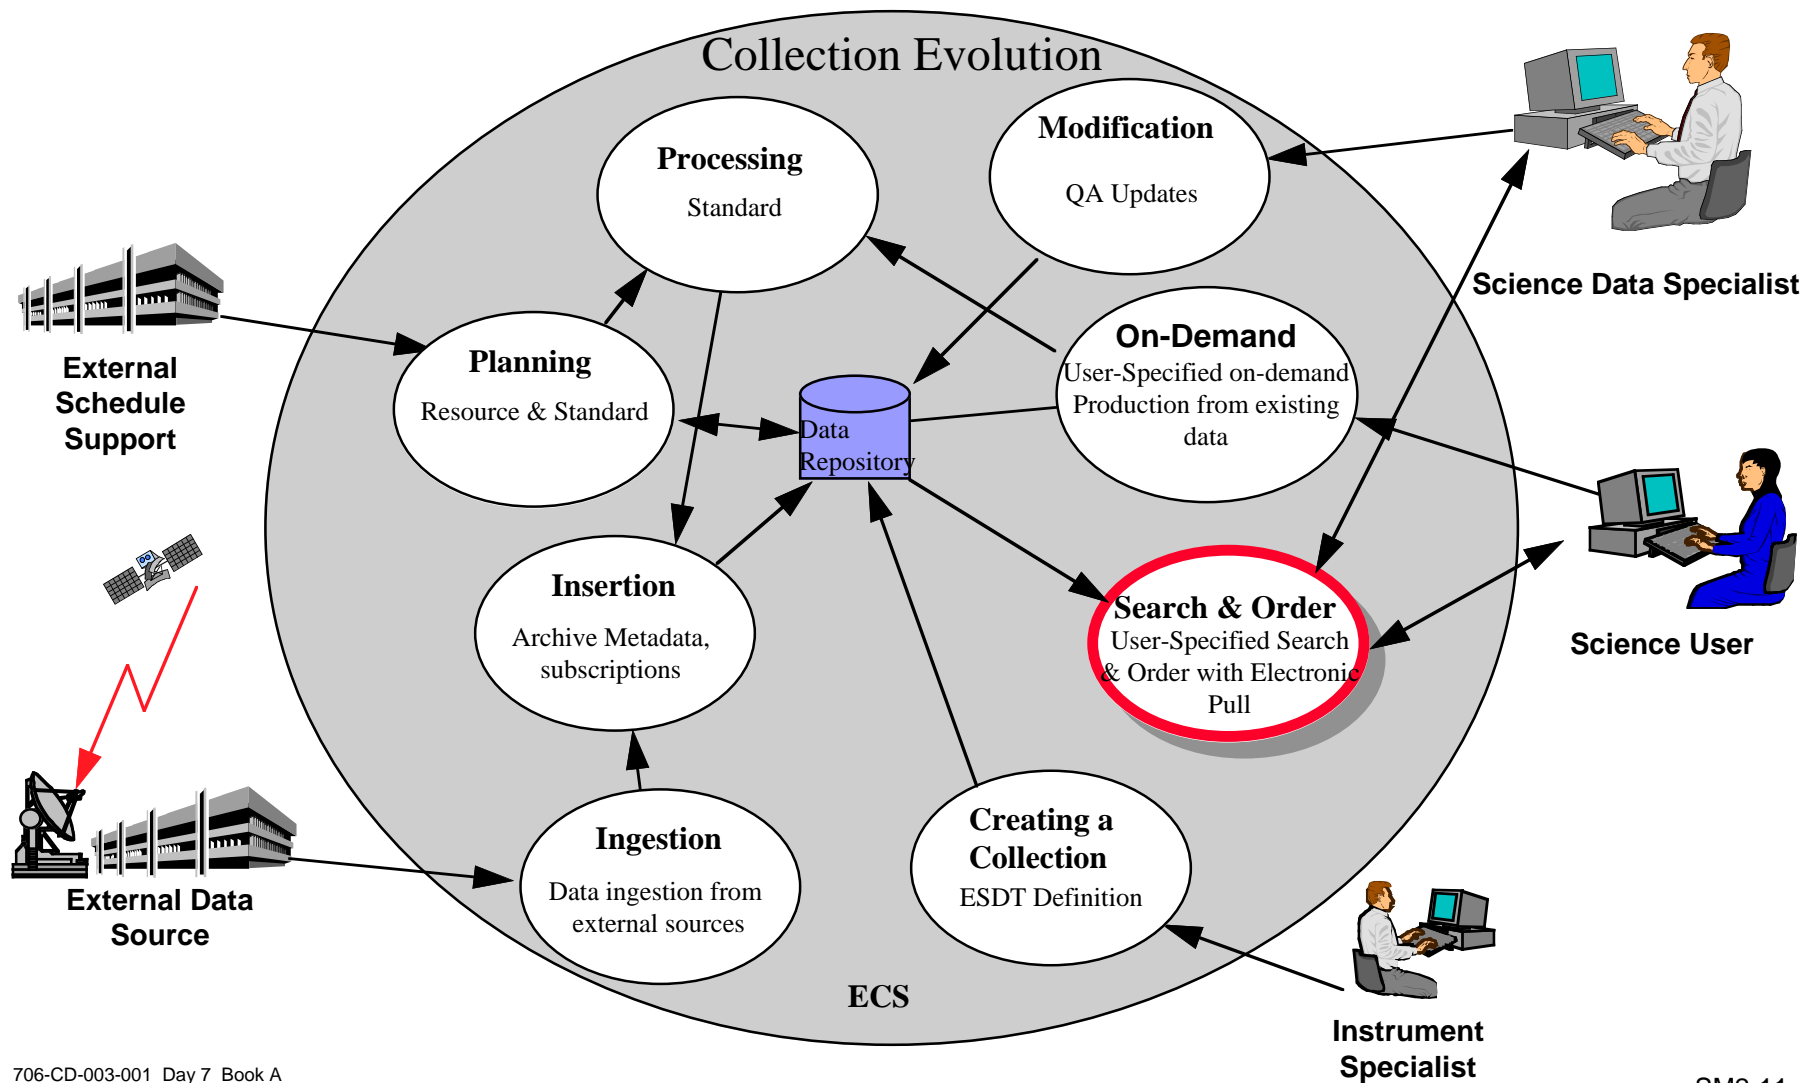 Collection Evolution
Processing
Standard
Modification
QA Updates
Science Data Specialist
External
Schedule
Support
Planning
Resource & Standard
On-Demand
User-Specified on-demand
Production from existing
data
Data
Repository
Insertion
Archive Metadata,
subscriptions
Search & Order
User-Specified Search
& Order with Electronic
Pull
Science User
External Data
Source
Ingestion
Data ingestion from
external sources
Creating a
Collection
ESDT Definition
ECS
Instrument
Specialist
706-CD-003-001 Day 7 Book A